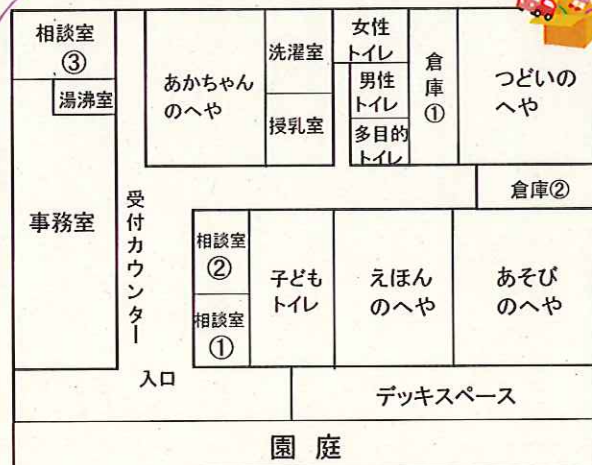 相談室
③
湯沸室
事務室
受付カウンター
あかちゃん
のへや
洗濯室
授乳室
女性
トイレ
男性
トイレ
多目的
トイレ
倉庫
①
つどいの
へや
倉庫②
相談室
②
相談室
①
子ども
トイレ
えほん
のへや
あそび
のへや
入口
デッキスペース
園庭